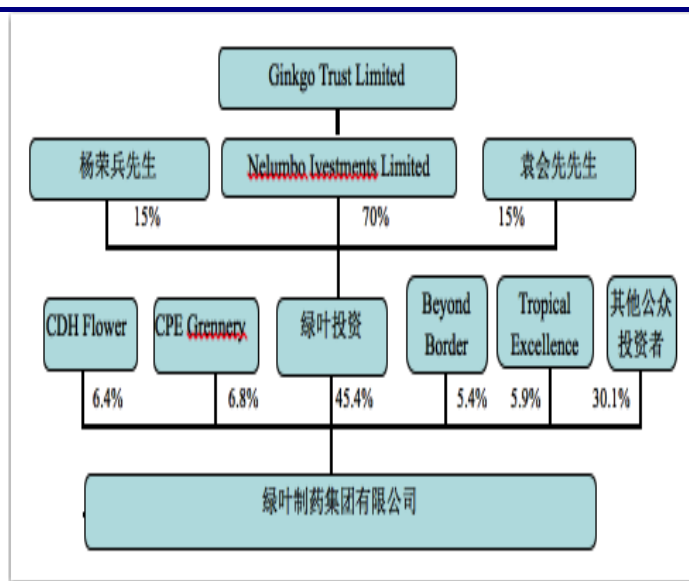 Ginkgo Trust Limited
杨荣兵先生
Nelumbo Ivestments Limited
袁会先先生
15%
70%
15%
CDH Flower
CPE Grennery
绿叶投资
Beyond
Border
Tropical
Excellence
其他公众
投资者
6.4%
6.8%
45.4%
5.4%
5.9%
30.1%
绿叶制药集团有限公司